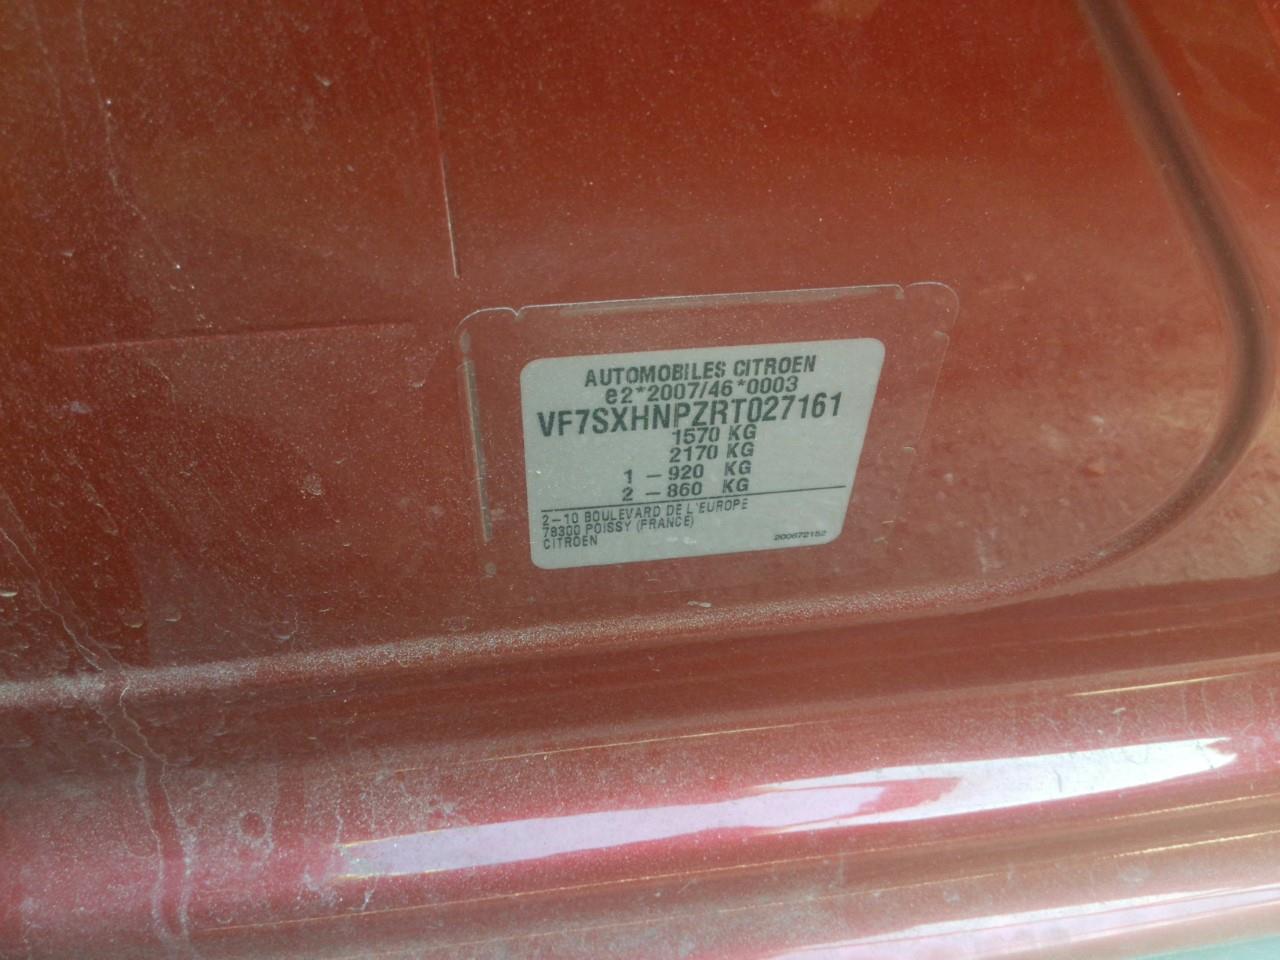 AUTOMOBILES CITROEN
e2*2007/46*0003
VF7SXHNPZRT027161
1570 KG
2170 KG
1 – 920 KG
2 – 860 KG
2–10 BOULEVARD DE L'EUROPE
78300 POISSY (FRANCE)
CITROEN
200672152